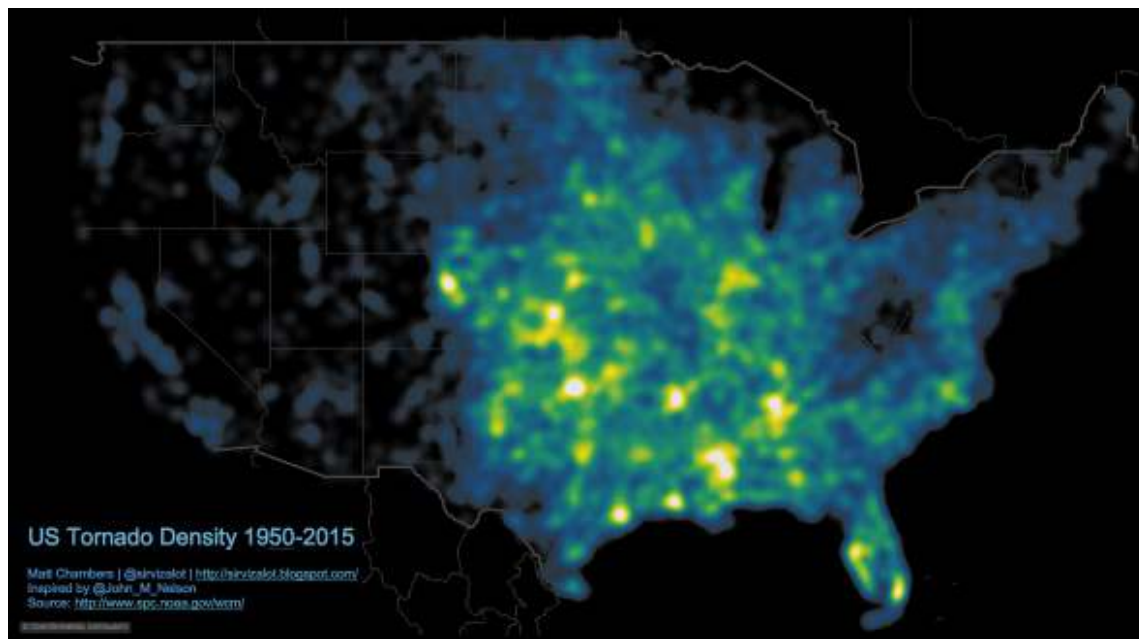 US Tornado Density 1950-2015
Matt Chambers | @sirvizalot | http://sirvizalot.blogspot.com/
Inspired by @John_M_Nelson
Source: http://www.spc.noaa.gov/wcm/